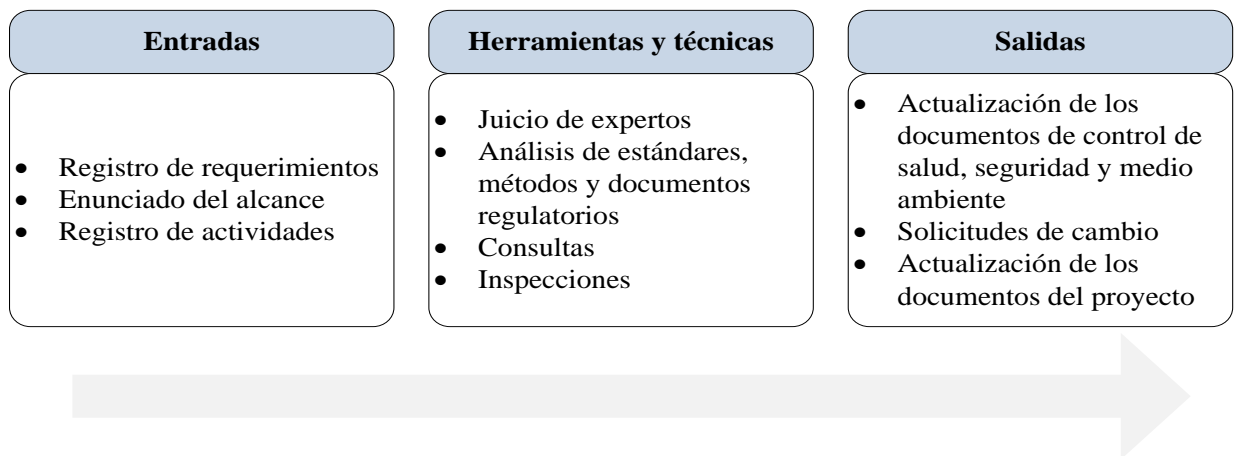 Entradas
• Registro de requerimientos
• Enunciado del alcance
• Registro de actividades
Herramientas y técnicas
• Juicio de expertos
• Análisis de estándares,
métodos y documentos
regulatorios
• Consultas
• Inspecciones
Salidas
• Actualización de los
documentos de control de
salud, seguridad y medio
ambiente
• Solicitudes de cambio
• Actualización de los
documentos del proyecto